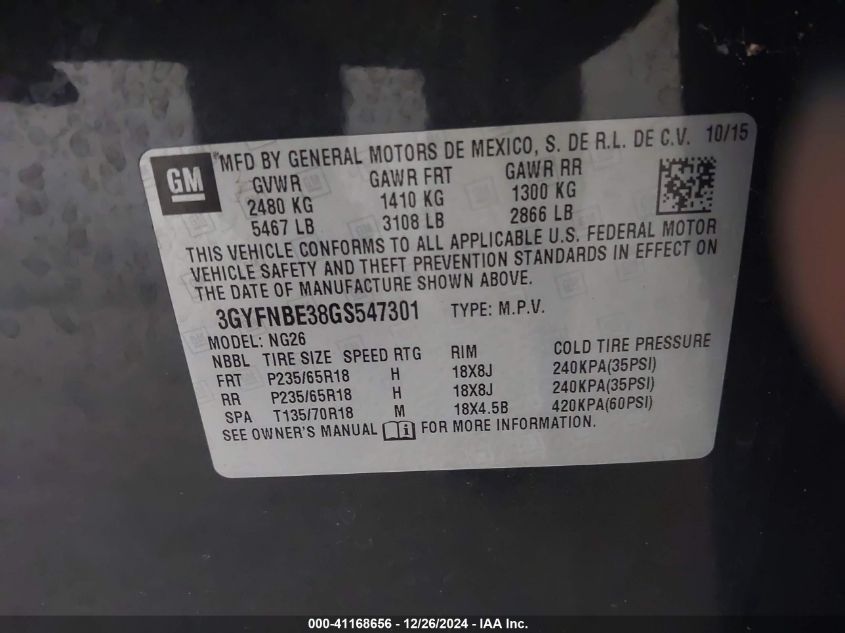 GM
MFD BY GENERAL MOTORS DE MEXICO, S. DE R.L. DE C.V. 10/15
GVWR GAWR FRT GAWR RR
2480 KG 1410 KG 1300 KG
5467 LB 3108 LB 2866 LB
THIS VEHICLE CONFORMS TO ALL APPLICABLE U.S. FEDERAL MOTOR
VEHICLE SAFETY AND THEFT PREVENTION STANDARDS IN EFFECT ON
THE DATE OF MANUFACTURE SHOWN ABOVE.
3GYFNBE38GS547301 TYPE: M.P.V.
MODEL: NG26
NBBL TIRE SIZE SPEED RTG RIM COLD TIRE PRESSURE
FRT P235/65R18 H 18X8J 240KPA(35PSI)
RR P235/65R18 H 18X8J 240KPA(35PSI)
SPA T135/70R18 M 18X4.5B 420KPA(60PSI)
SEE OWNER'S MANUAL FOR MORE INFORMATION.
000-41168656 - 12/26/2024 - IAA Inc.